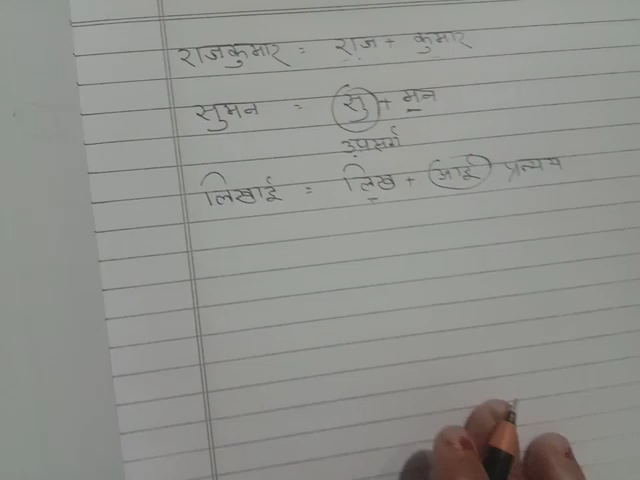 राजकुमार = राज + कुमार
सुमन = सु + मन
उपसर्ग
लिखाई = लिख + आई प्रत्यय